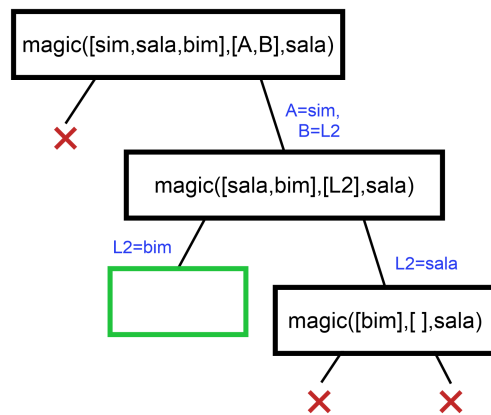 magic([sim,sala,bim],[A,B],sala)
A=sim,
B=L2
magic([sala,bim],[L2],sala)
L2=bim
L2=sala
magic([bim],[ ],sala)